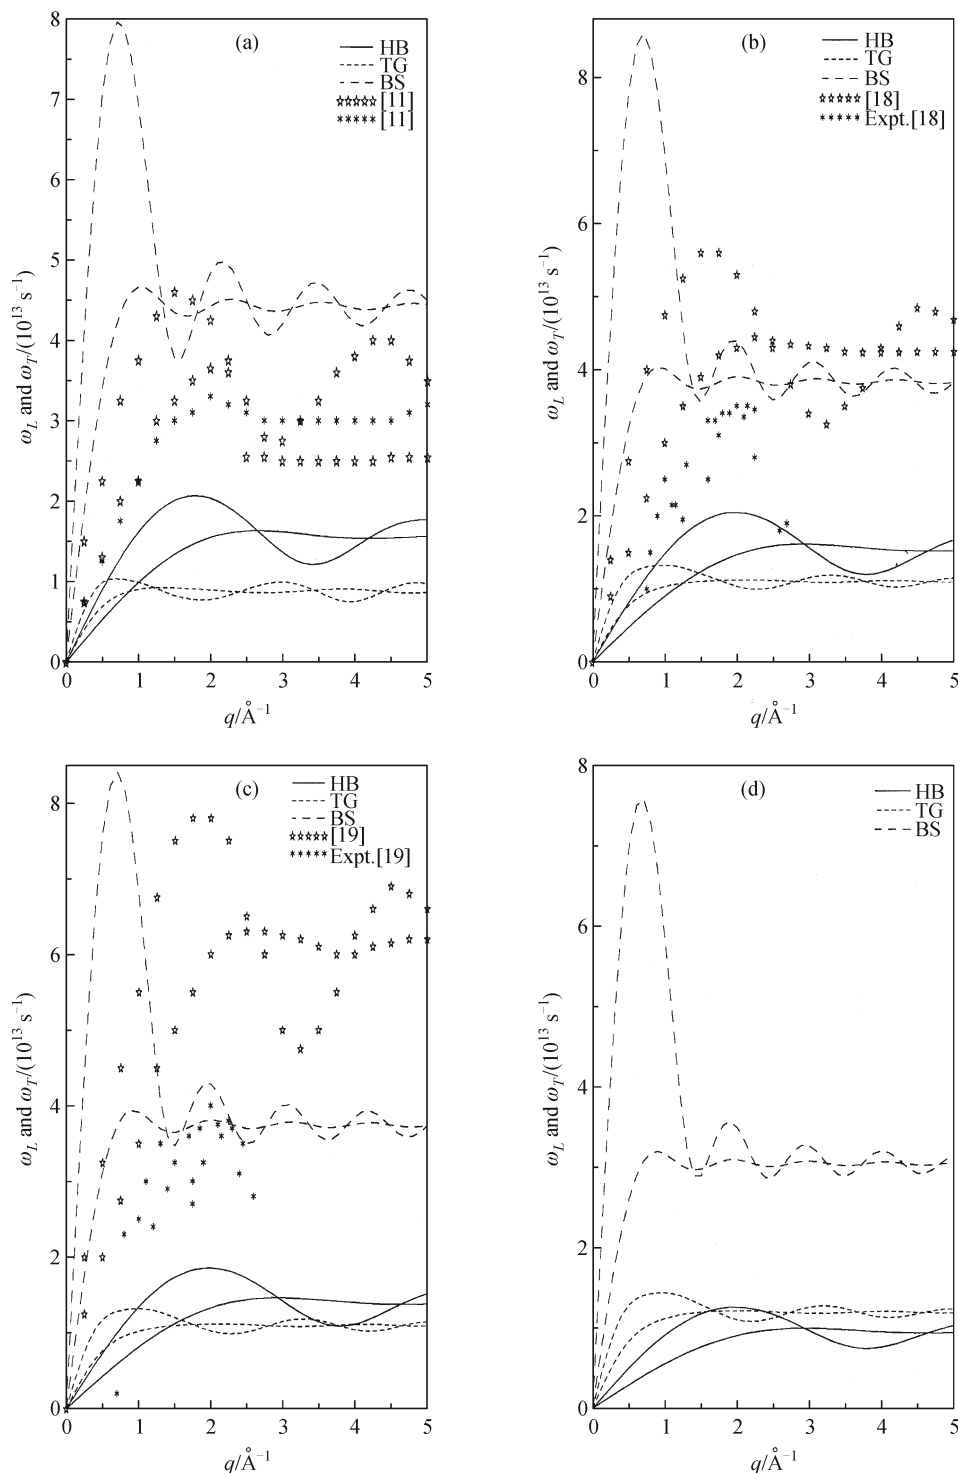 (a)
HB
TG
BS
[11]
[11]
8
7
6
5
4
3
2
1
0
0 1 2 3 4 5
ω_L and ω_T/(10^13 s^−1)
q/Å^−1
(b)
HB
TG
BS
[18]
Expt.[18]
8
6
4
2
0
0 1 2 3 4 5
ω_L and ω_T/(10^13 s^−1)
q/Å^−1
(c)
HB
TG
BS
[19]
Expt.[19]
8
6
4
2
0
0 1 2 3 4 5
ω_L and ω_T/(10^13 s^−1)
q/Å^−1
(d)
HB
TG
BS
8
6
4
2
0
0 1 2 3 4 5
ω_L and ω_T/(10^13 s^−1)
q/Å^−1